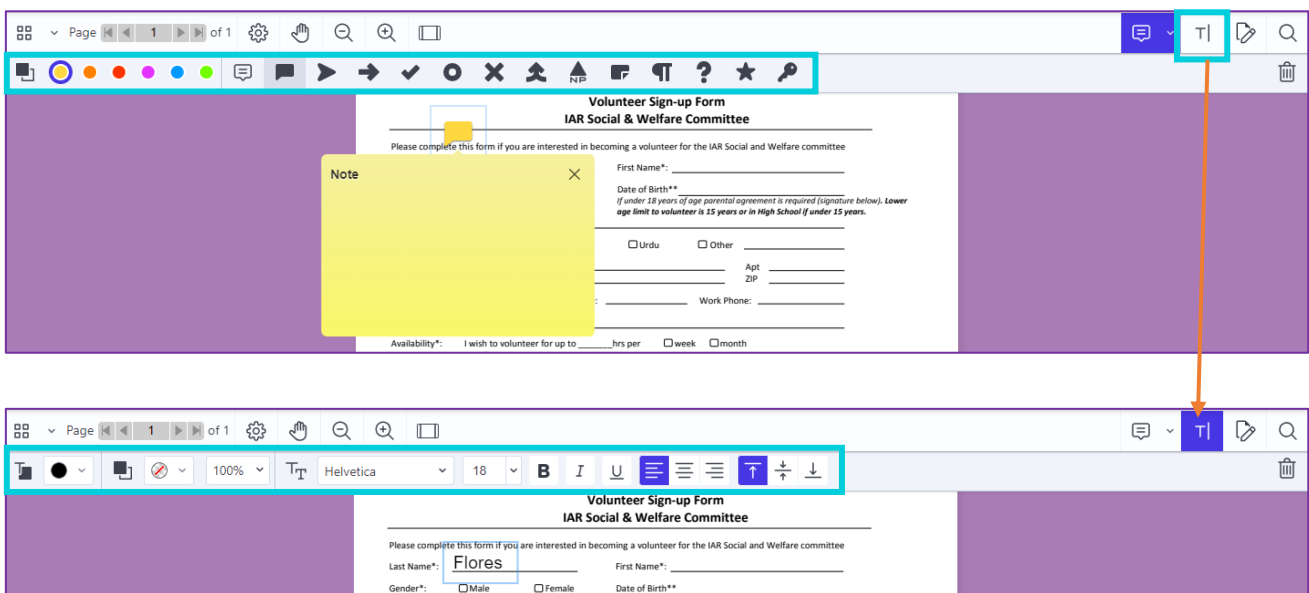 Page 1 of 1
T|
NP
Volunteer Sign-up Form
IAR Social & Welfare Committee
Please complete this form if you are interested in becoming a volunteer for the IAR Social and Welfare committee
Note
First Name*:
Date of Birth**
If under 18 years of age parental agreement is required (signature below). Lower
age limit to volunteer is 15 years or in High School if under 15 years.
Urdu Other
Apt
ZIP
: Work Phone:
Availability*: I wish to volunteer for up to _______hrs per week month
Page 1 of 1
T|
100% Helvetica 18 B I U
Volunteer Sign-up Form
IAR Social & Welfare Committee
Please complete this form if you are interested in becoming a volunteer for the IAR Social and Welfare committee
Last Name*: Flores First Name*:
Gender*: Male Female Date of Birth**